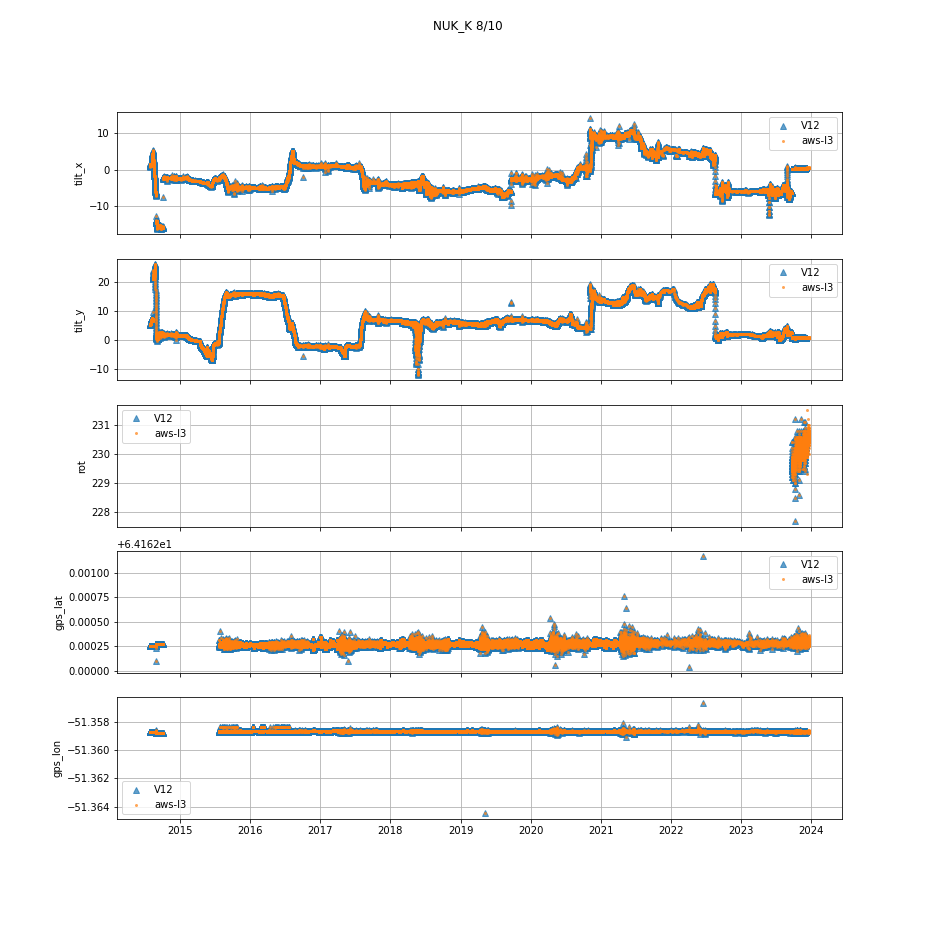 NUK_K 8/10
10
0
−10
tilt_x
V12
aws-l3
20
10
0
−10
tilt_y
V12
aws-l3
231
230
229
228
rot
V12
aws-l3
+6.4162e1
0.00100
0.00075
0.00050
0.00025
0.00000
gps_lat
V12
aws-l3
−51.358
−51.360
−51.362
−51.364
gps_lon
V12
aws-l3
2015 2016 2017 2018 2019 2020 2021 2022 2023 2024